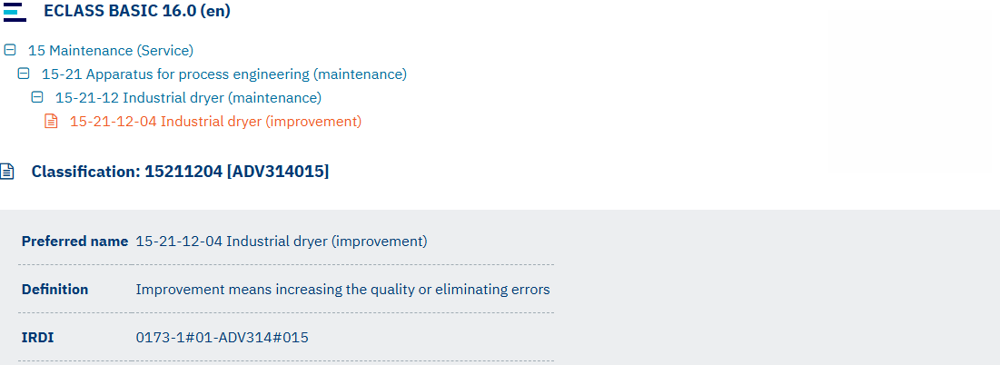 ECLASS BASIC 16.0 (en)
15 Maintenance (Service)
15-21 Apparatus for process engineering (maintenance)
15-21-12 Industrial dryer (maintenance)
15-21-12-04 Industrial dryer (improvement)
Classification: 15211204 [ADV314015]
Preferred name 15-21-12-04 Industrial dryer (improvement)
Definition Improvement means increasing the quality or eliminating errors
IRDI 0173-1#01-ADV314#015